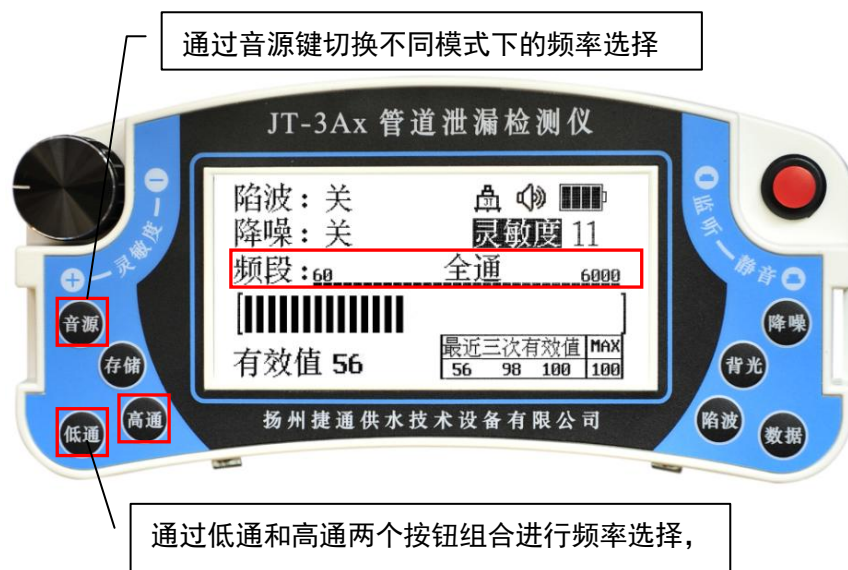 通过音源键切换不同模式下的频率选择
JT-3Ax 管道泄漏检测仪
陷波：关
降噪：关
灵敏度 11
频段：60 全通 6000
有效值 56
最近三次有效值 MAX
56 98 100 100
灵敏度
监听 静音
音源
存储
低通
高通
降噪
背光
陷波
数据
扬州捷通供水技术设备有限公司
通过低通和高通两个按钮组合进行频率选择，